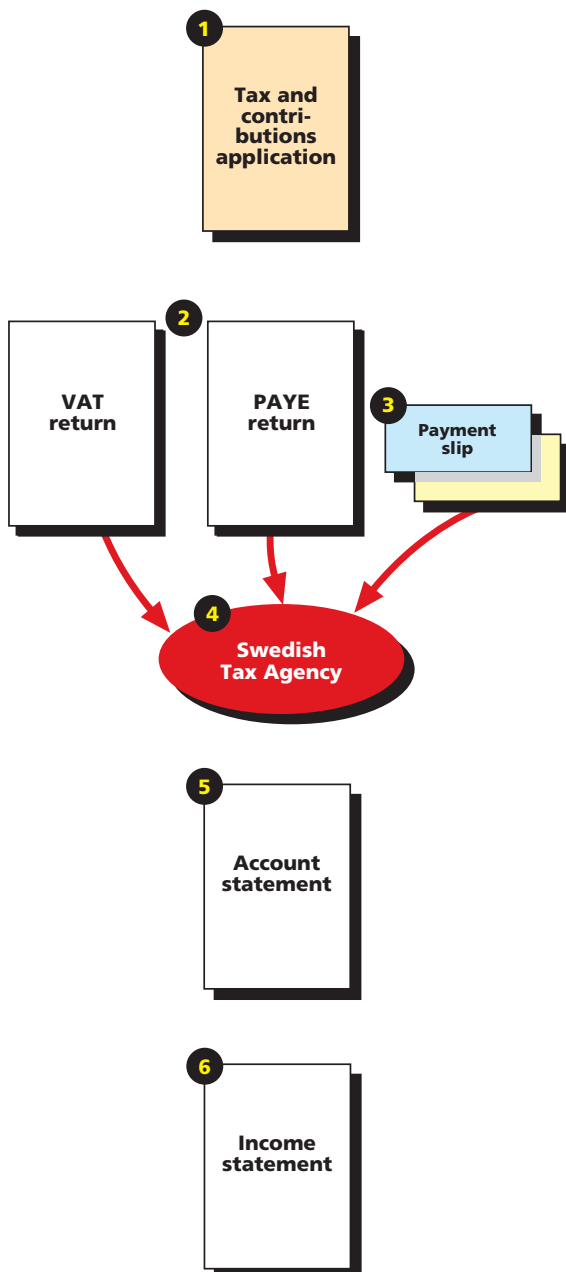 1
Tax and
contri-
butions
application
2
VAT
return
PAYE
return
3
Payment
slip
4
Swedish
Tax Agency
5
Account
statement
6
Income
statement